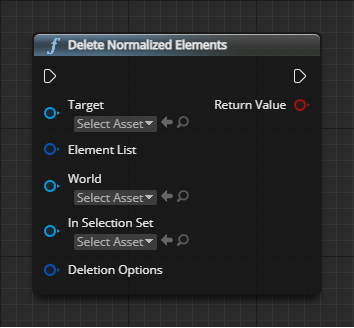 f Delete Normalized Elements
Target Return Value
Select Asset
Element List
World
Select Asset
In Selection Set
Select Asset
Deletion Options